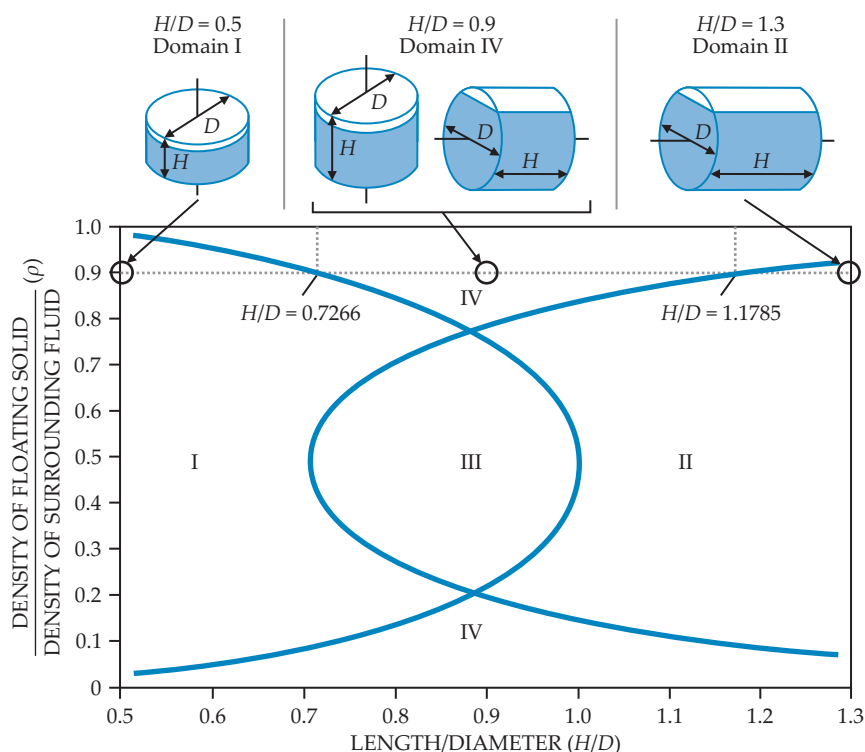 H/D = 0.5
Domain I
H/D = 0.9
Domain IV
H/D = 1.3
Domain II
D
H
D
H
D
H
D
H
DENSITY OF FLOATING SOLID
DENSITY OF SURROUNDING FLUID
(ρ)
1.0
0.9
0.8
0.7
0.6
0.5
0.4
0.3
0.2
0.1
0
IV
H/D = 0.7266
H/D = 1.1785
I
III
II
IV
0.5
0.6
0.7
0.8
0.9
1.0
1.1
1.2
1.3
LENGTH/DIAMETER (H/D)